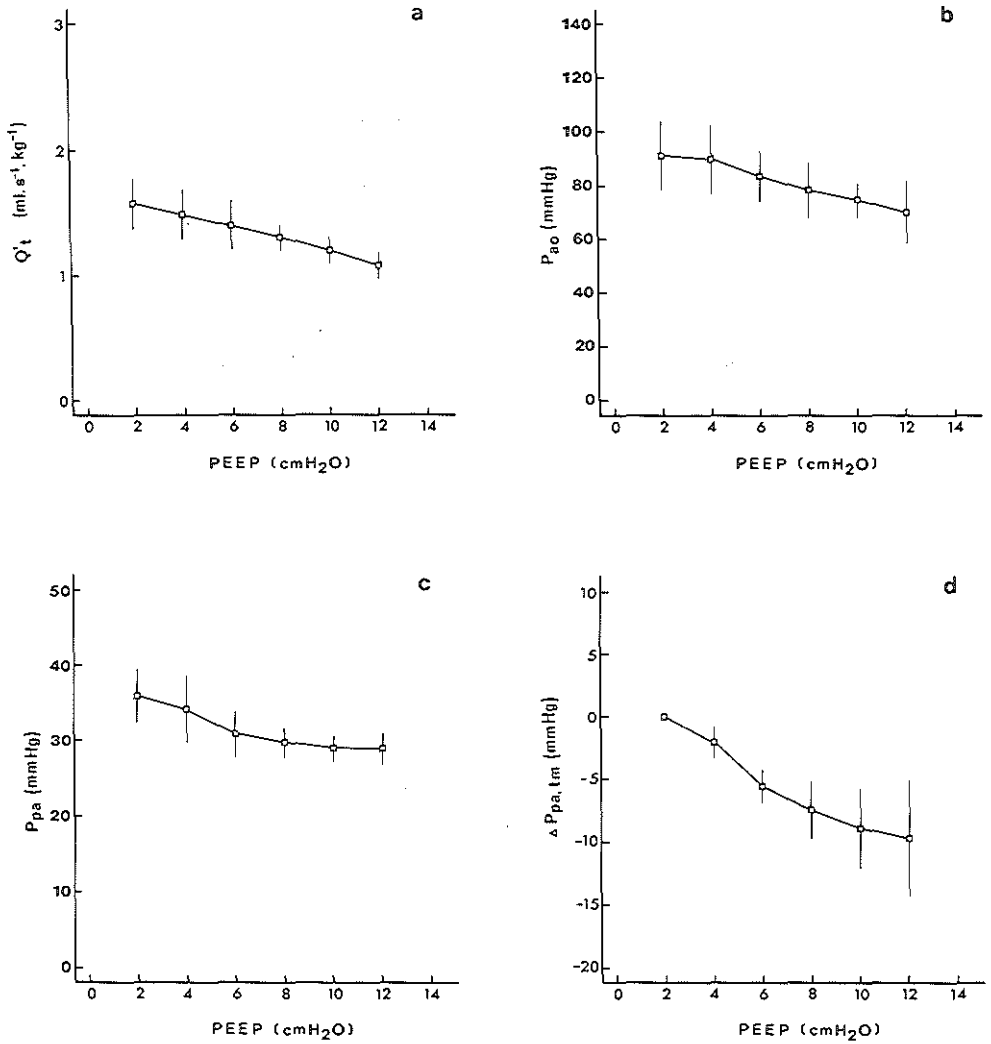 a
3
2
1
0
Q't (ml.s⁻¹.kg⁻¹)
0 2 4 6 8 10 12 14
PEEP (cmH₂O)
b
140
120
100
80
60
40
20
0
Pao (mmHg)
0 2 4 6 8 10 12 14
PEEP (cmH₂O)
c
50
40
30
20
10
0
Ppa (mmHg)
0 2 4 6 8 10 12 14
PEEP (cmH₂O)
d
10
5
0
-5
-10
-15
-20
Δ Ppa, tm (mmHg)
0 2 4 6 8 10 12 14
PEEP (cmH₂O)